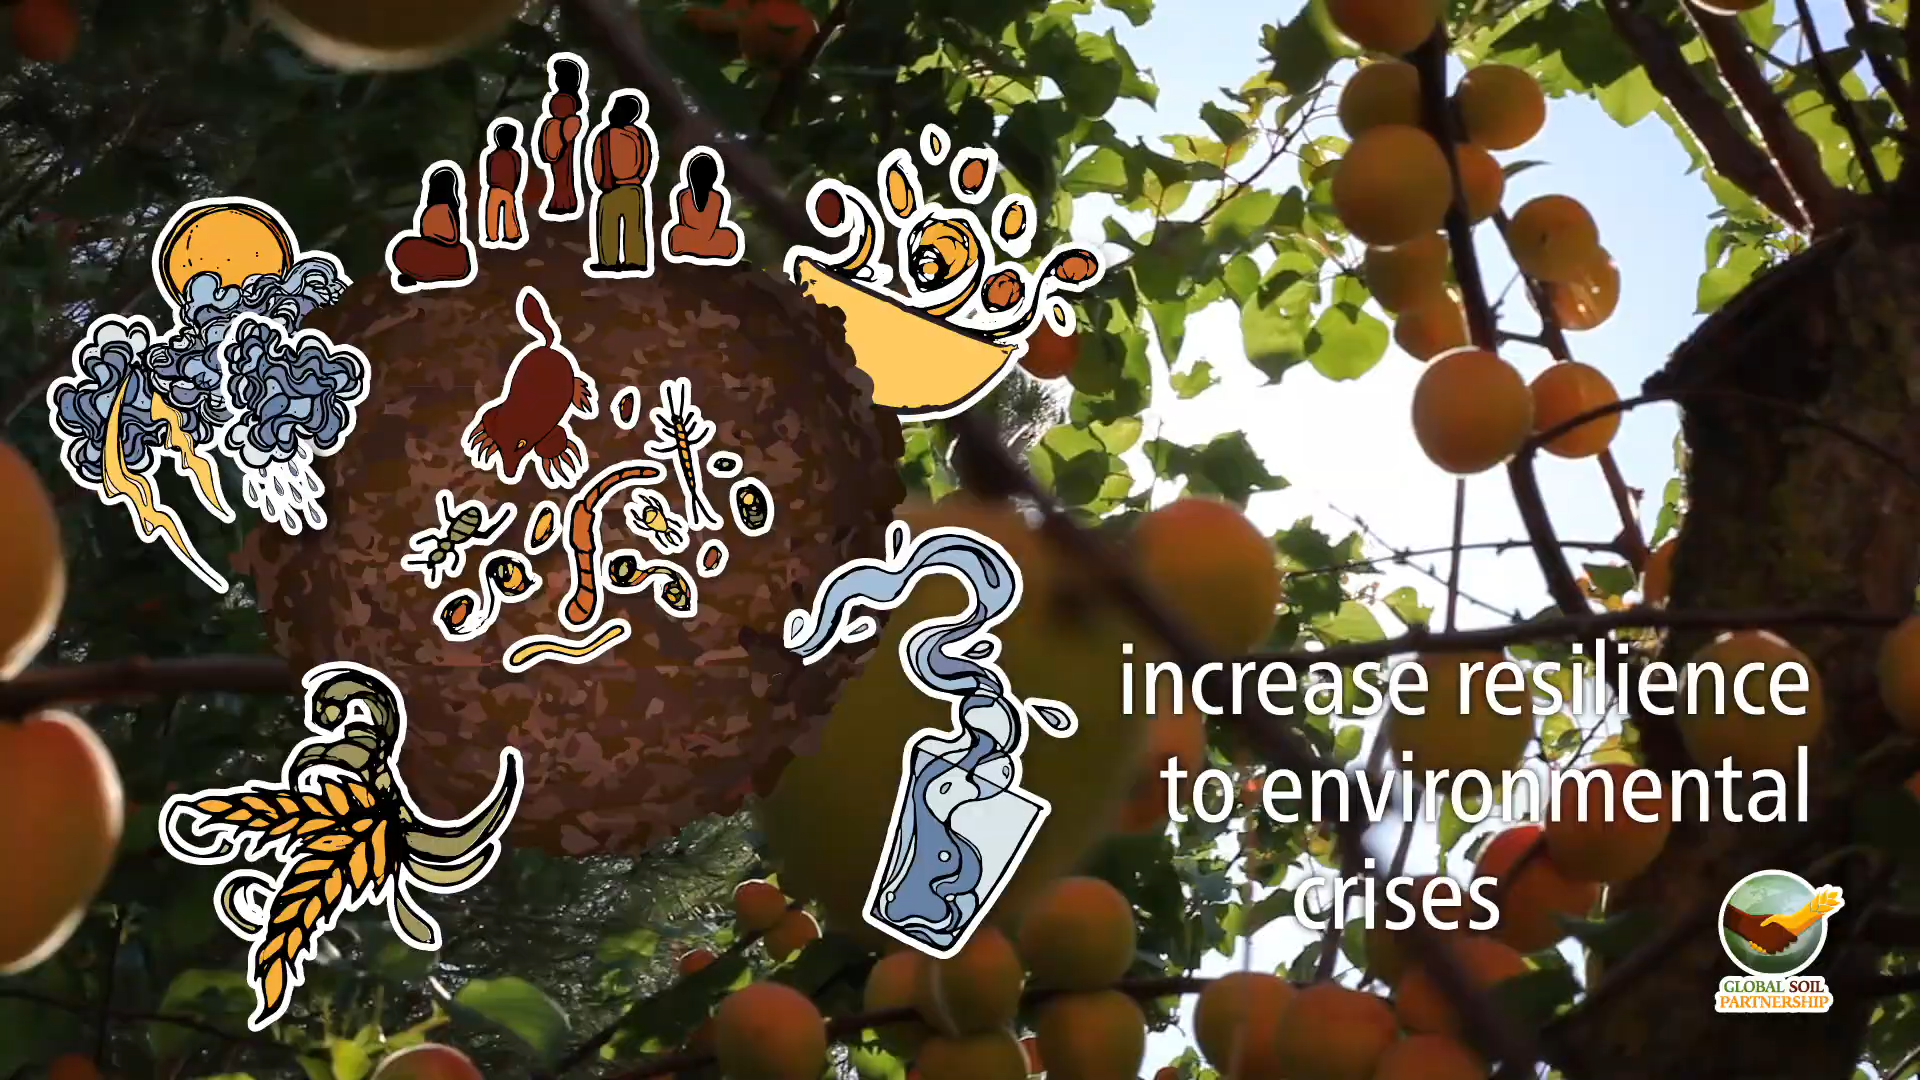 increase resilience
to environmental
crises
GLOBAL SOIL
PARTNERSHIP